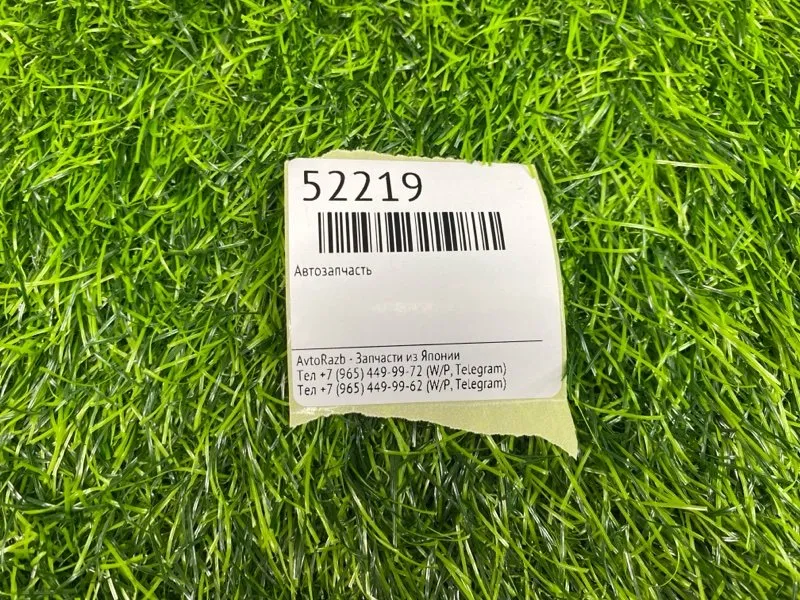 52219
Автозапчасть
AvtoRazb - Запчасти из Японии
Тел +7 (965) 449-99-72 (W/P, Telegram)
Тел +7 (965) 449-99-62 (W/P, Telegram)